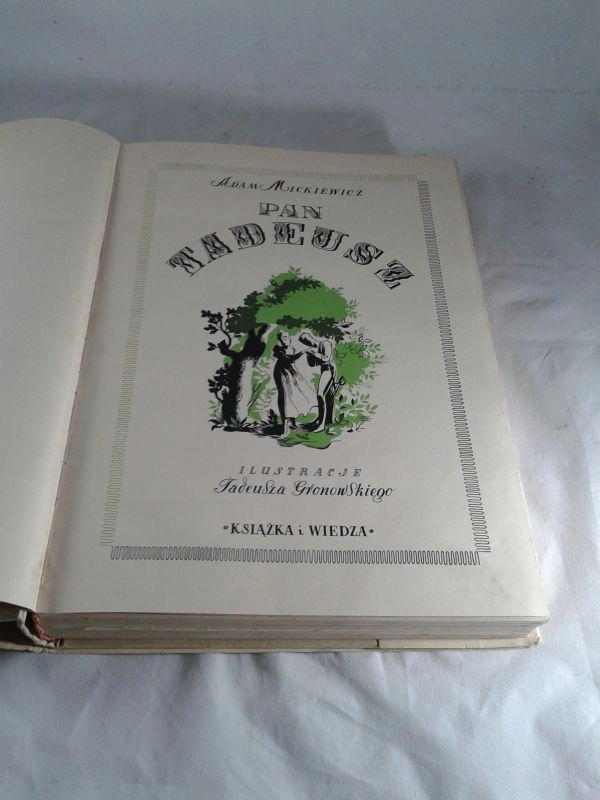 ADAM MICKIEWICZ
PAN
TADEUSZ
ILUSTRACJE
Tadeusza Gronowskiego
•KSIĄŻKA i WIEDZA•